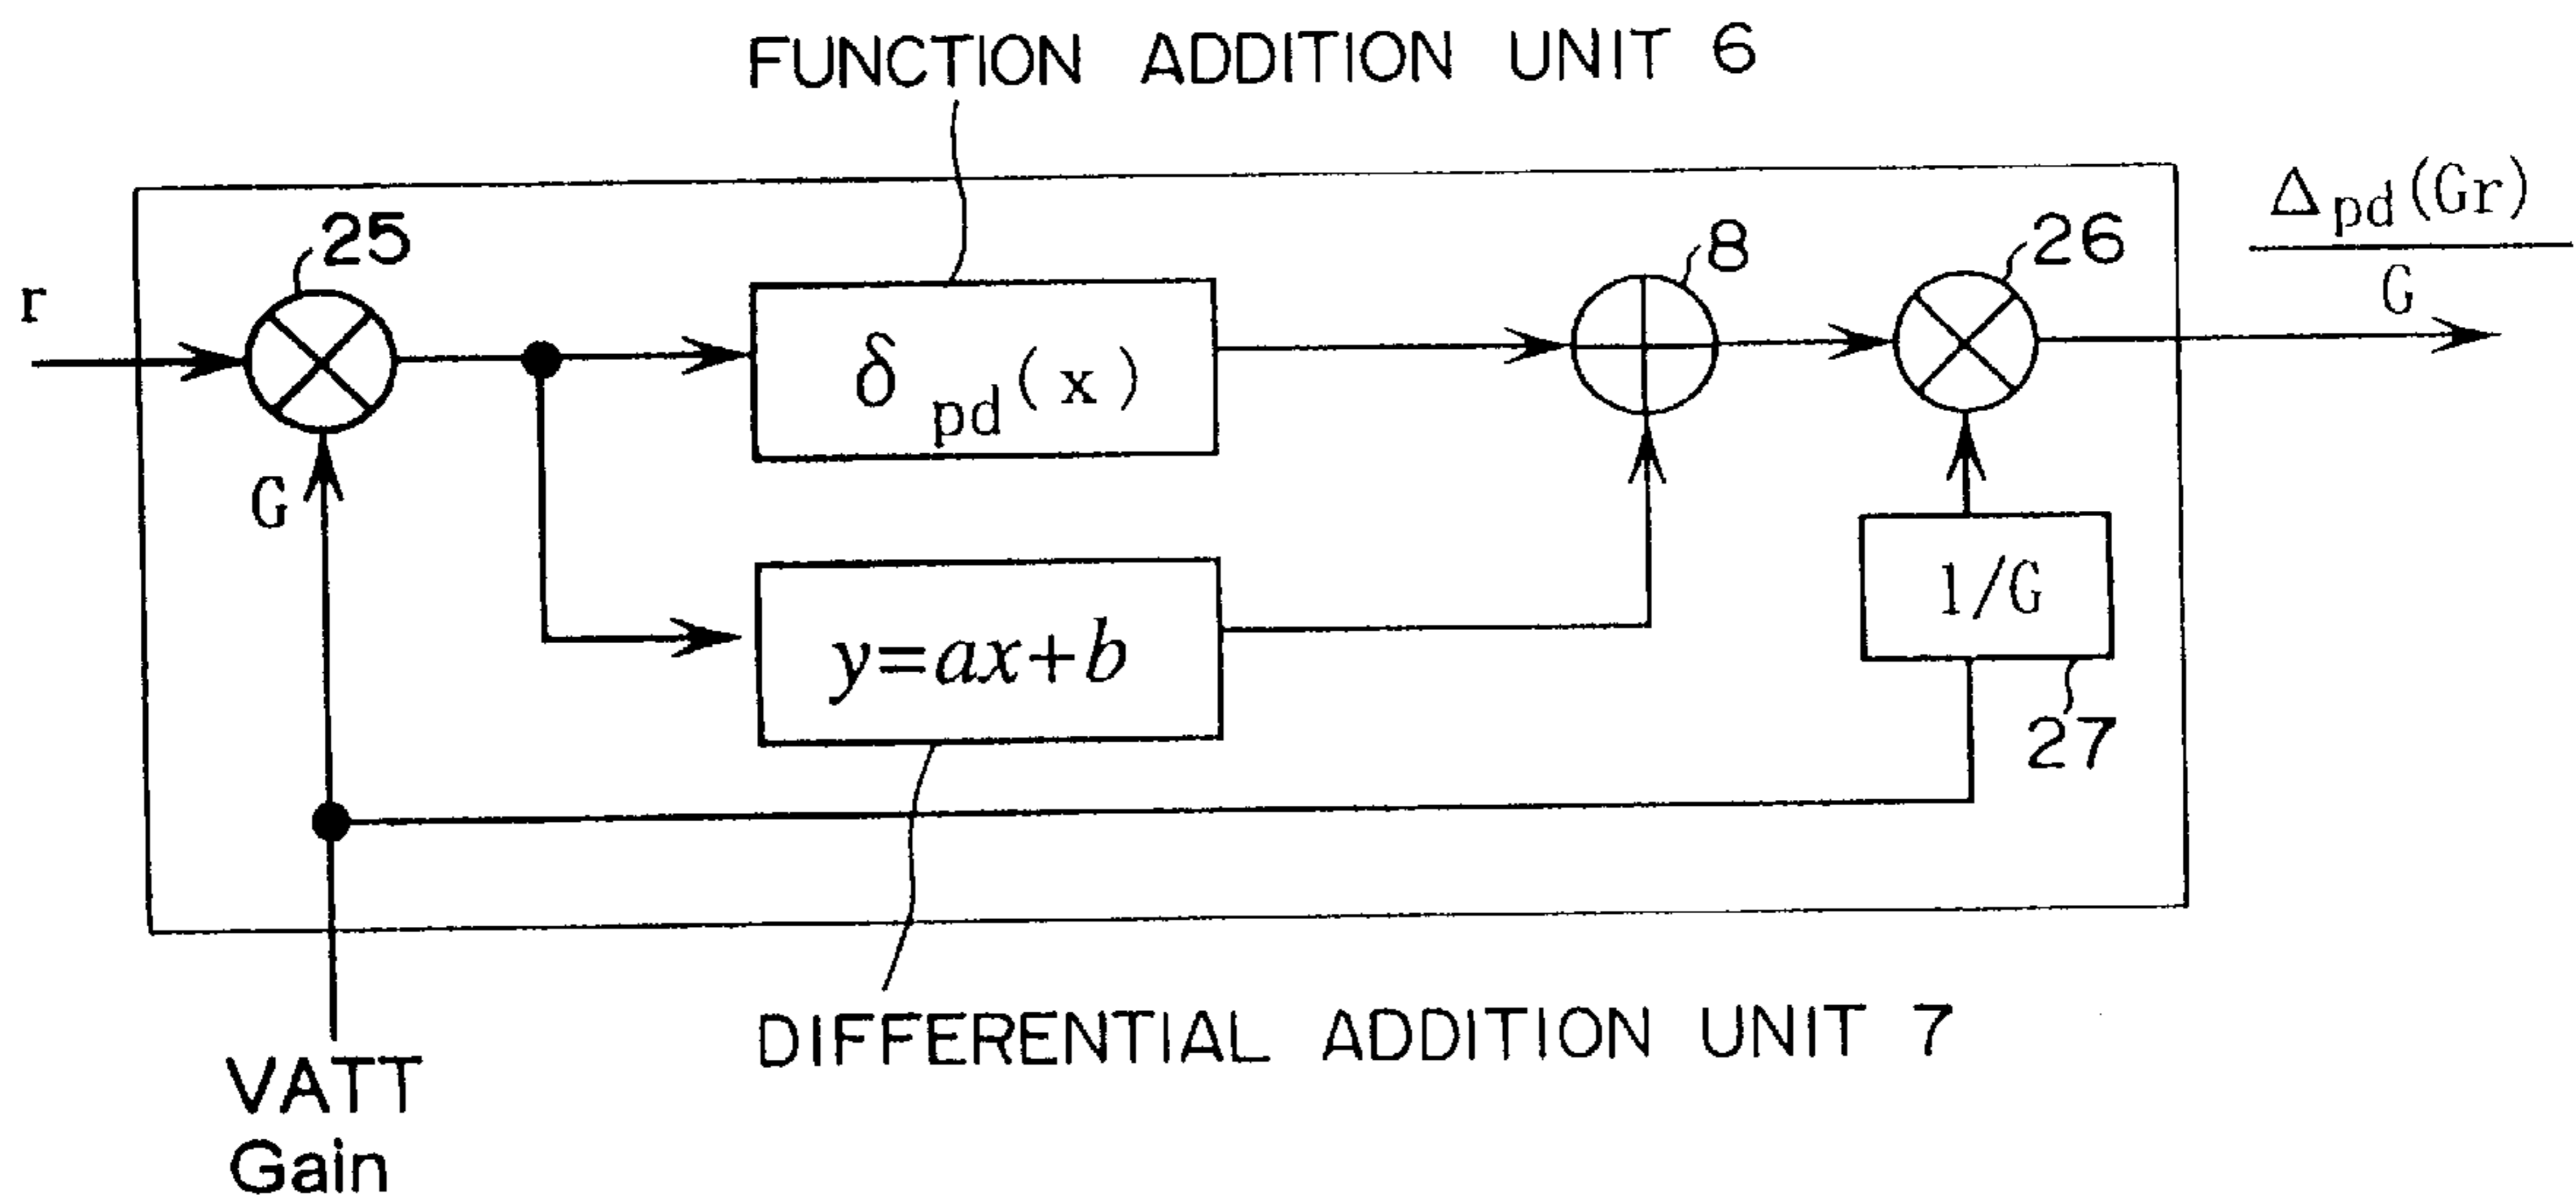 FUNCTION ADDITION UNIT 6
25
8
26
Δpd(Gr)
G
r
δpd(x)
G
1/G
y=ax+b
27
DIFFERENTIAL ADDITION UNIT 7
VATT
Gain